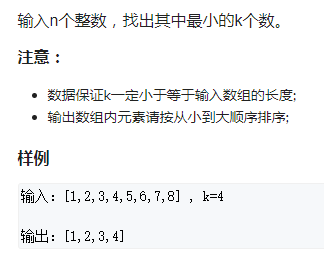 输入n个整数，找出其中最小的k个数。
注意：
数据保证k一定小于等于输入数组的长度;
输出数组内元素请按从小到大顺序排序;
样例
输入：[1,2,3,4,5,6,7,8] , k=4
输出：[1,2,3,4]